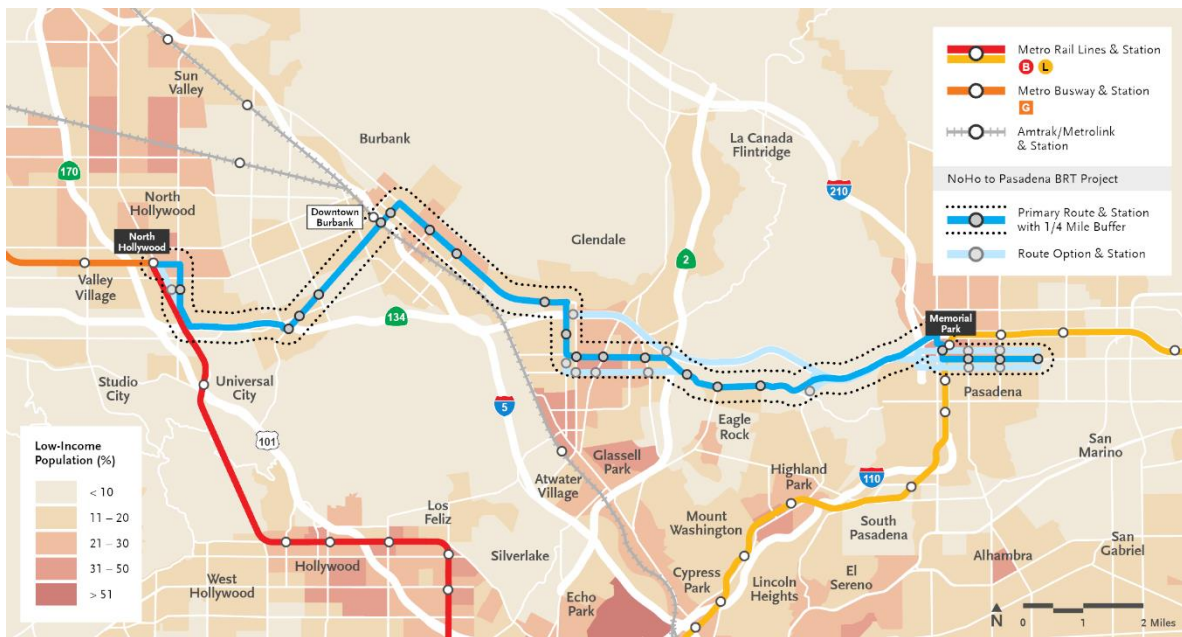 Sun
Valley
Burbank
La Canada
Flintridge
170
210
North
Hollywood
Downtown
Burbank
North
Hollywood
Glendale
2
Valley
Village
134
Memorial
Park
Studio
City
Universal
City
5
Pasadena
Eagle
Rock
101
San
Marino
Glassell
Park
Highland
Park
110
Atwater
Village
Los
Feliz
Mount
Washington
South
Pasadena
Silverlake
Hollywood
West
Hollywood
Cypress
Park
Lincoln
Heights
El
Sereno
Alhambra
San
Gabriel
Echo
Park
Metro Rail Lines & Station
B L
Metro Busway & Station
G
Amtrak/Metrolink
& Station
NoHo to Pasadena BRT Project
Primary Route & Station
with 1/4 Mile Buffer
Route Option & Station
Low-Income
Population (%)
< 10
11 – 20
21 – 30
31 – 50
> 51
N
0 1 2 Miles